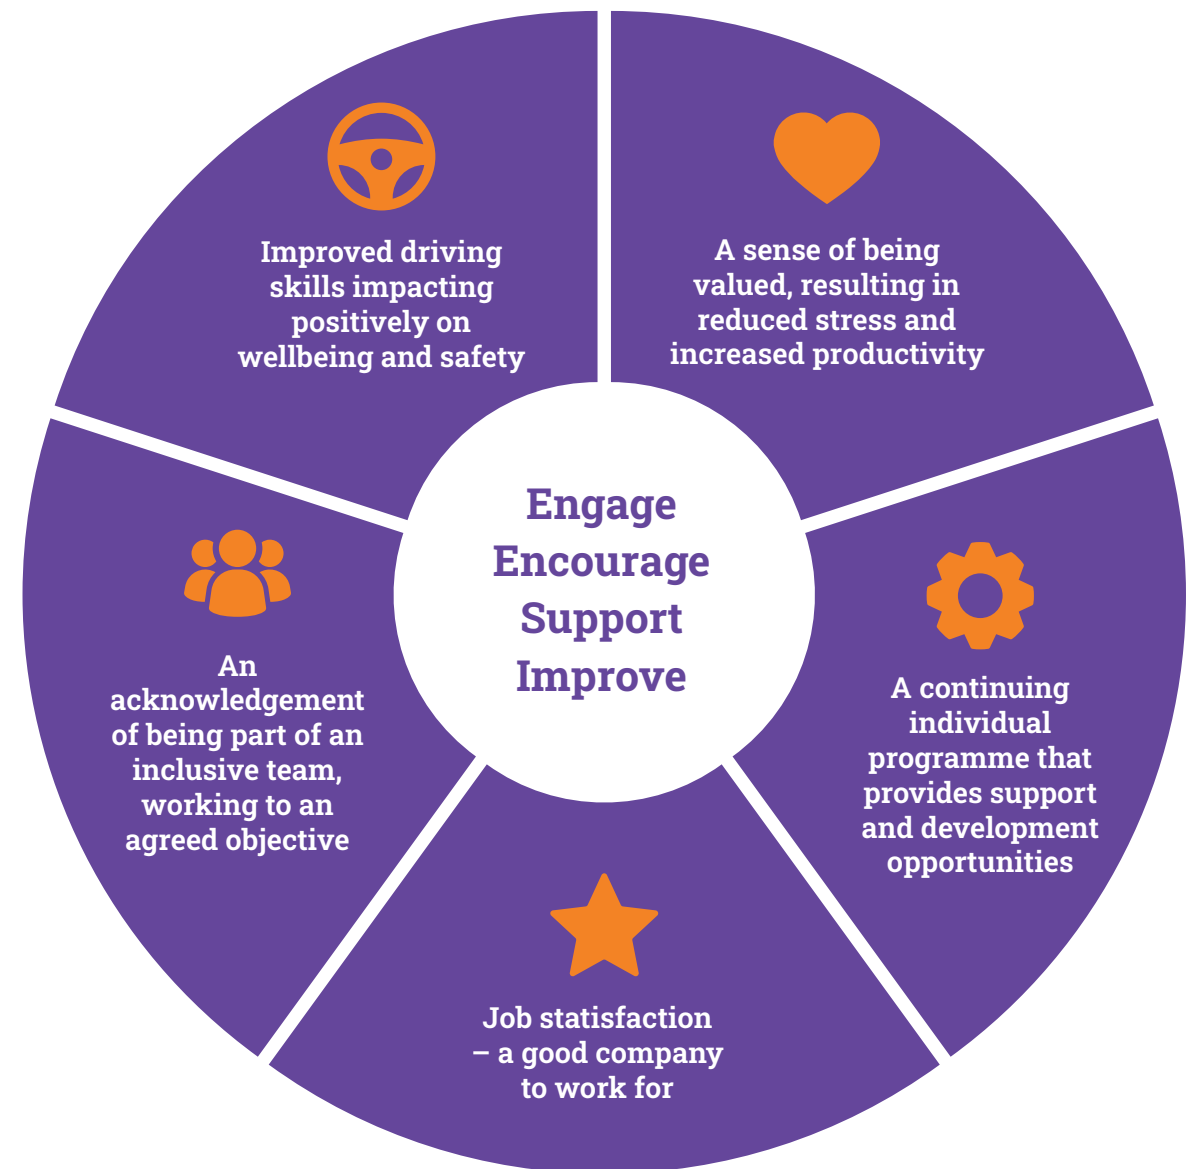 Improved driving
skills impacting
positively on
wellbeing and safety
A sense of being
valued, resulting in
reduced stress and
increased productivity
Engage
Encourage
Support
Improve
An
acknowledgement
of being part of an
inclusive team,
working to an
agreed objective
A continuing
individual
programme that
provides support
and development
opportunities
Job statisfaction
– a good company
to work for